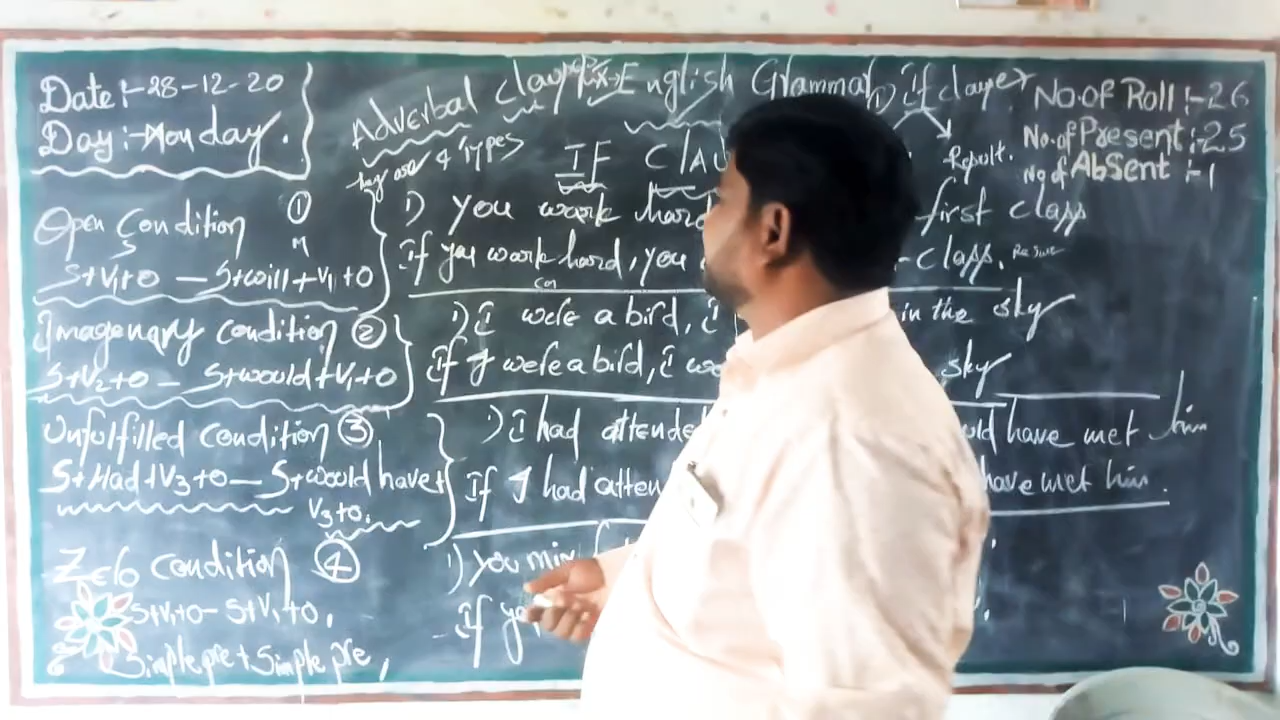 Date:-28-12-20
Day:-Monday.
Adverbal clause English Grammar
they are 4 Types
IF CLAU
1) If clause
Result.
No.of Roll:-26
No.of Present:-25
No of Absent:-1
Open Condition ①
S+V1+O — S+will+V1+O
1) you work hard first class
If you work hard, you class.
Imagenary condition ②
S+V2+O — S+would+V1+O
1) I were a bird, I in the sky
If I were a bird, I wo sky
Unfulfilled condition ③
S+Had+V3+O — S+would have+
V3+O.
1) I had attende uld have met him
If I had atten have met him.
Zero condition ④
S+V1+O - S+V1+O.
Simple pre + Simple pre,
1) you mix
If yo